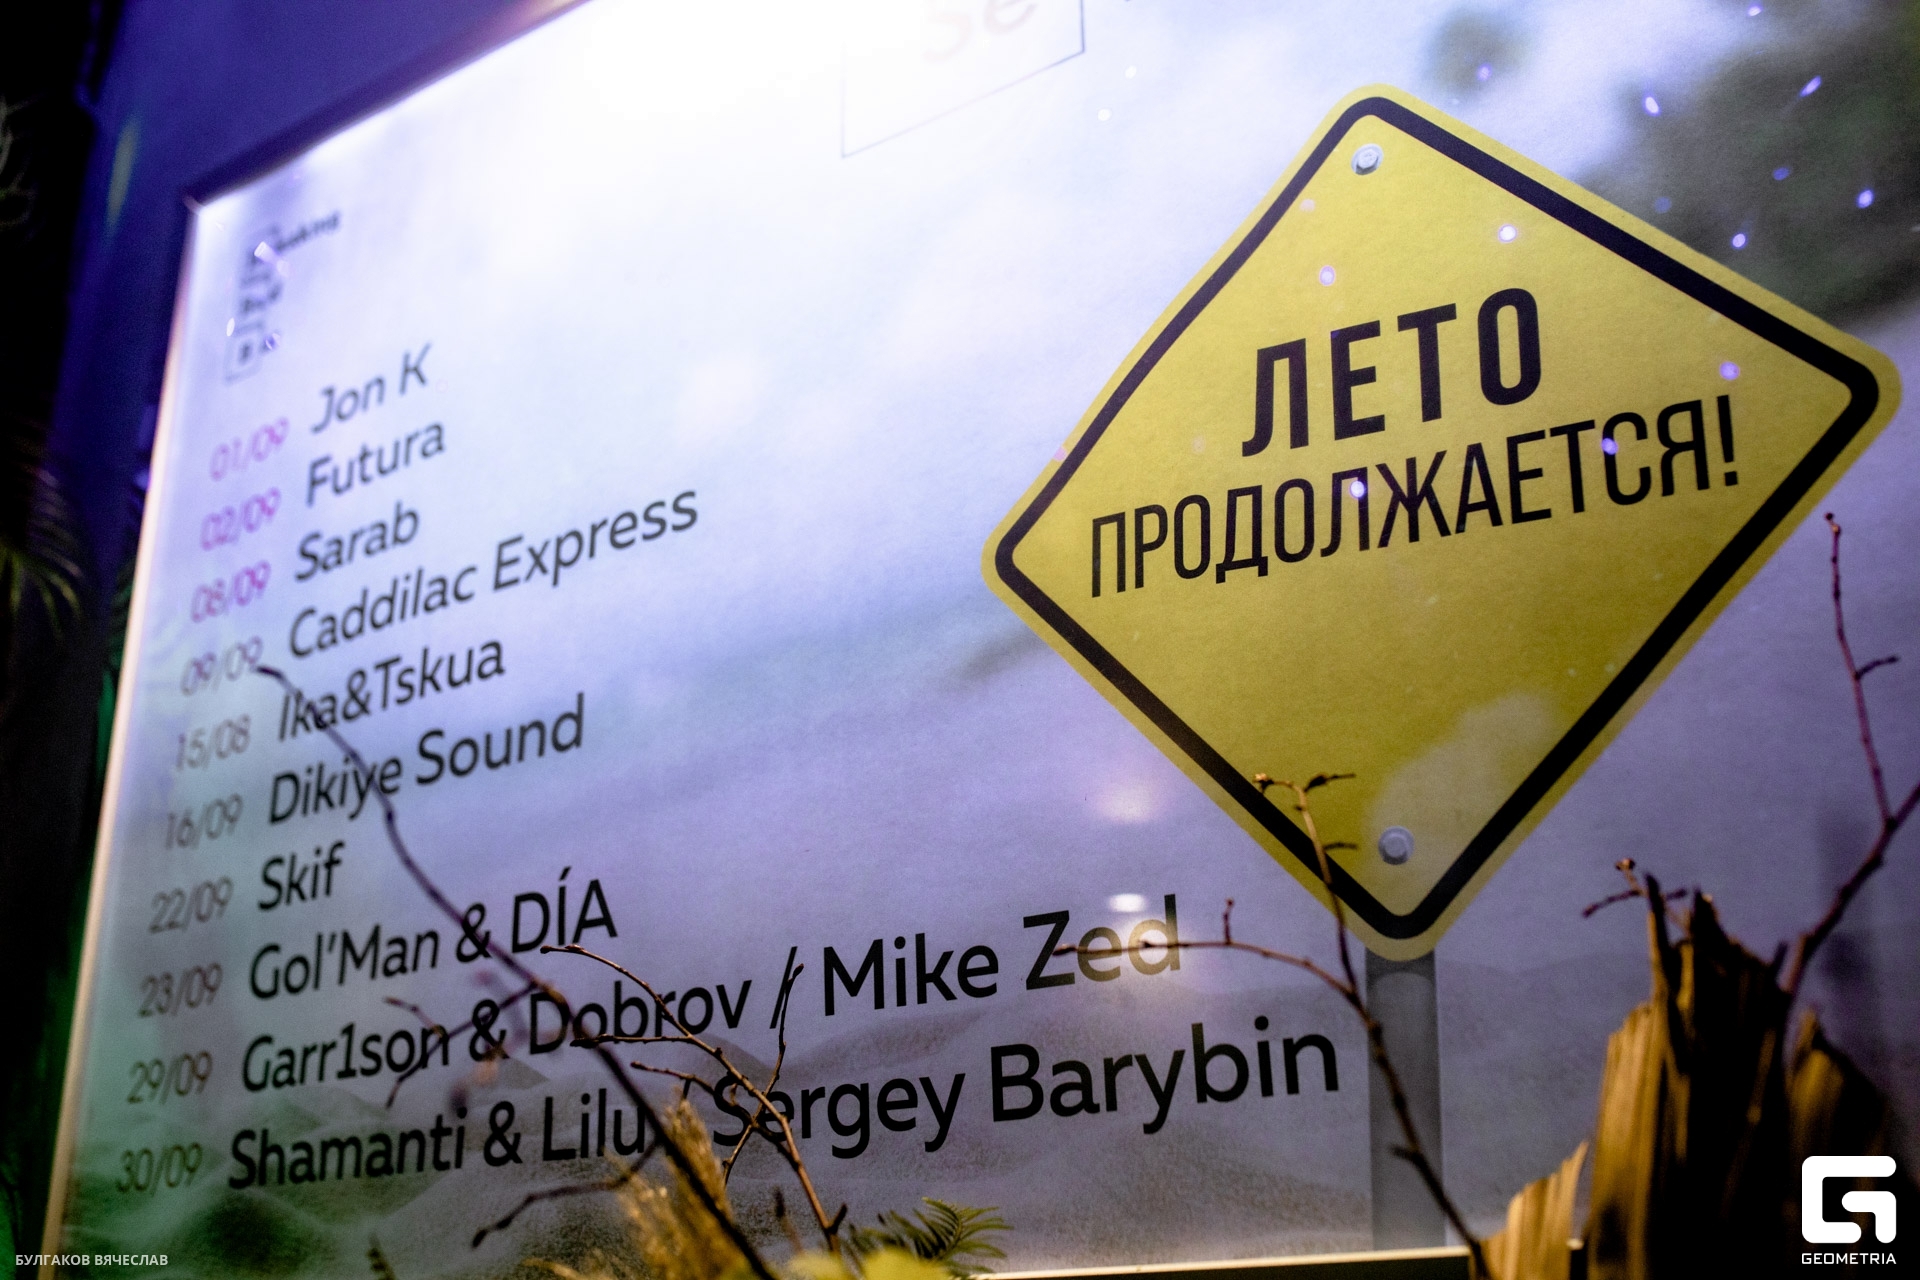 Se
01/09 Jon K
02/09 Futura
08/09 Sarab
09/09 Caddilac Express
15/08 Ika&Tskua
16/09 Dikiye Sound
22/09 Skif
23/09 Gol'Man & DÍA
29/09 Garr1son & Dobrov / Mike Zed
30/09 Shamanti & Lilu / Sergey Barybin
ЛЕТО
ПРОДОЛЖАЕТСЯ!
БУЛГАКОВ ВЯЧЕСЛАВ
GEOMETRIA